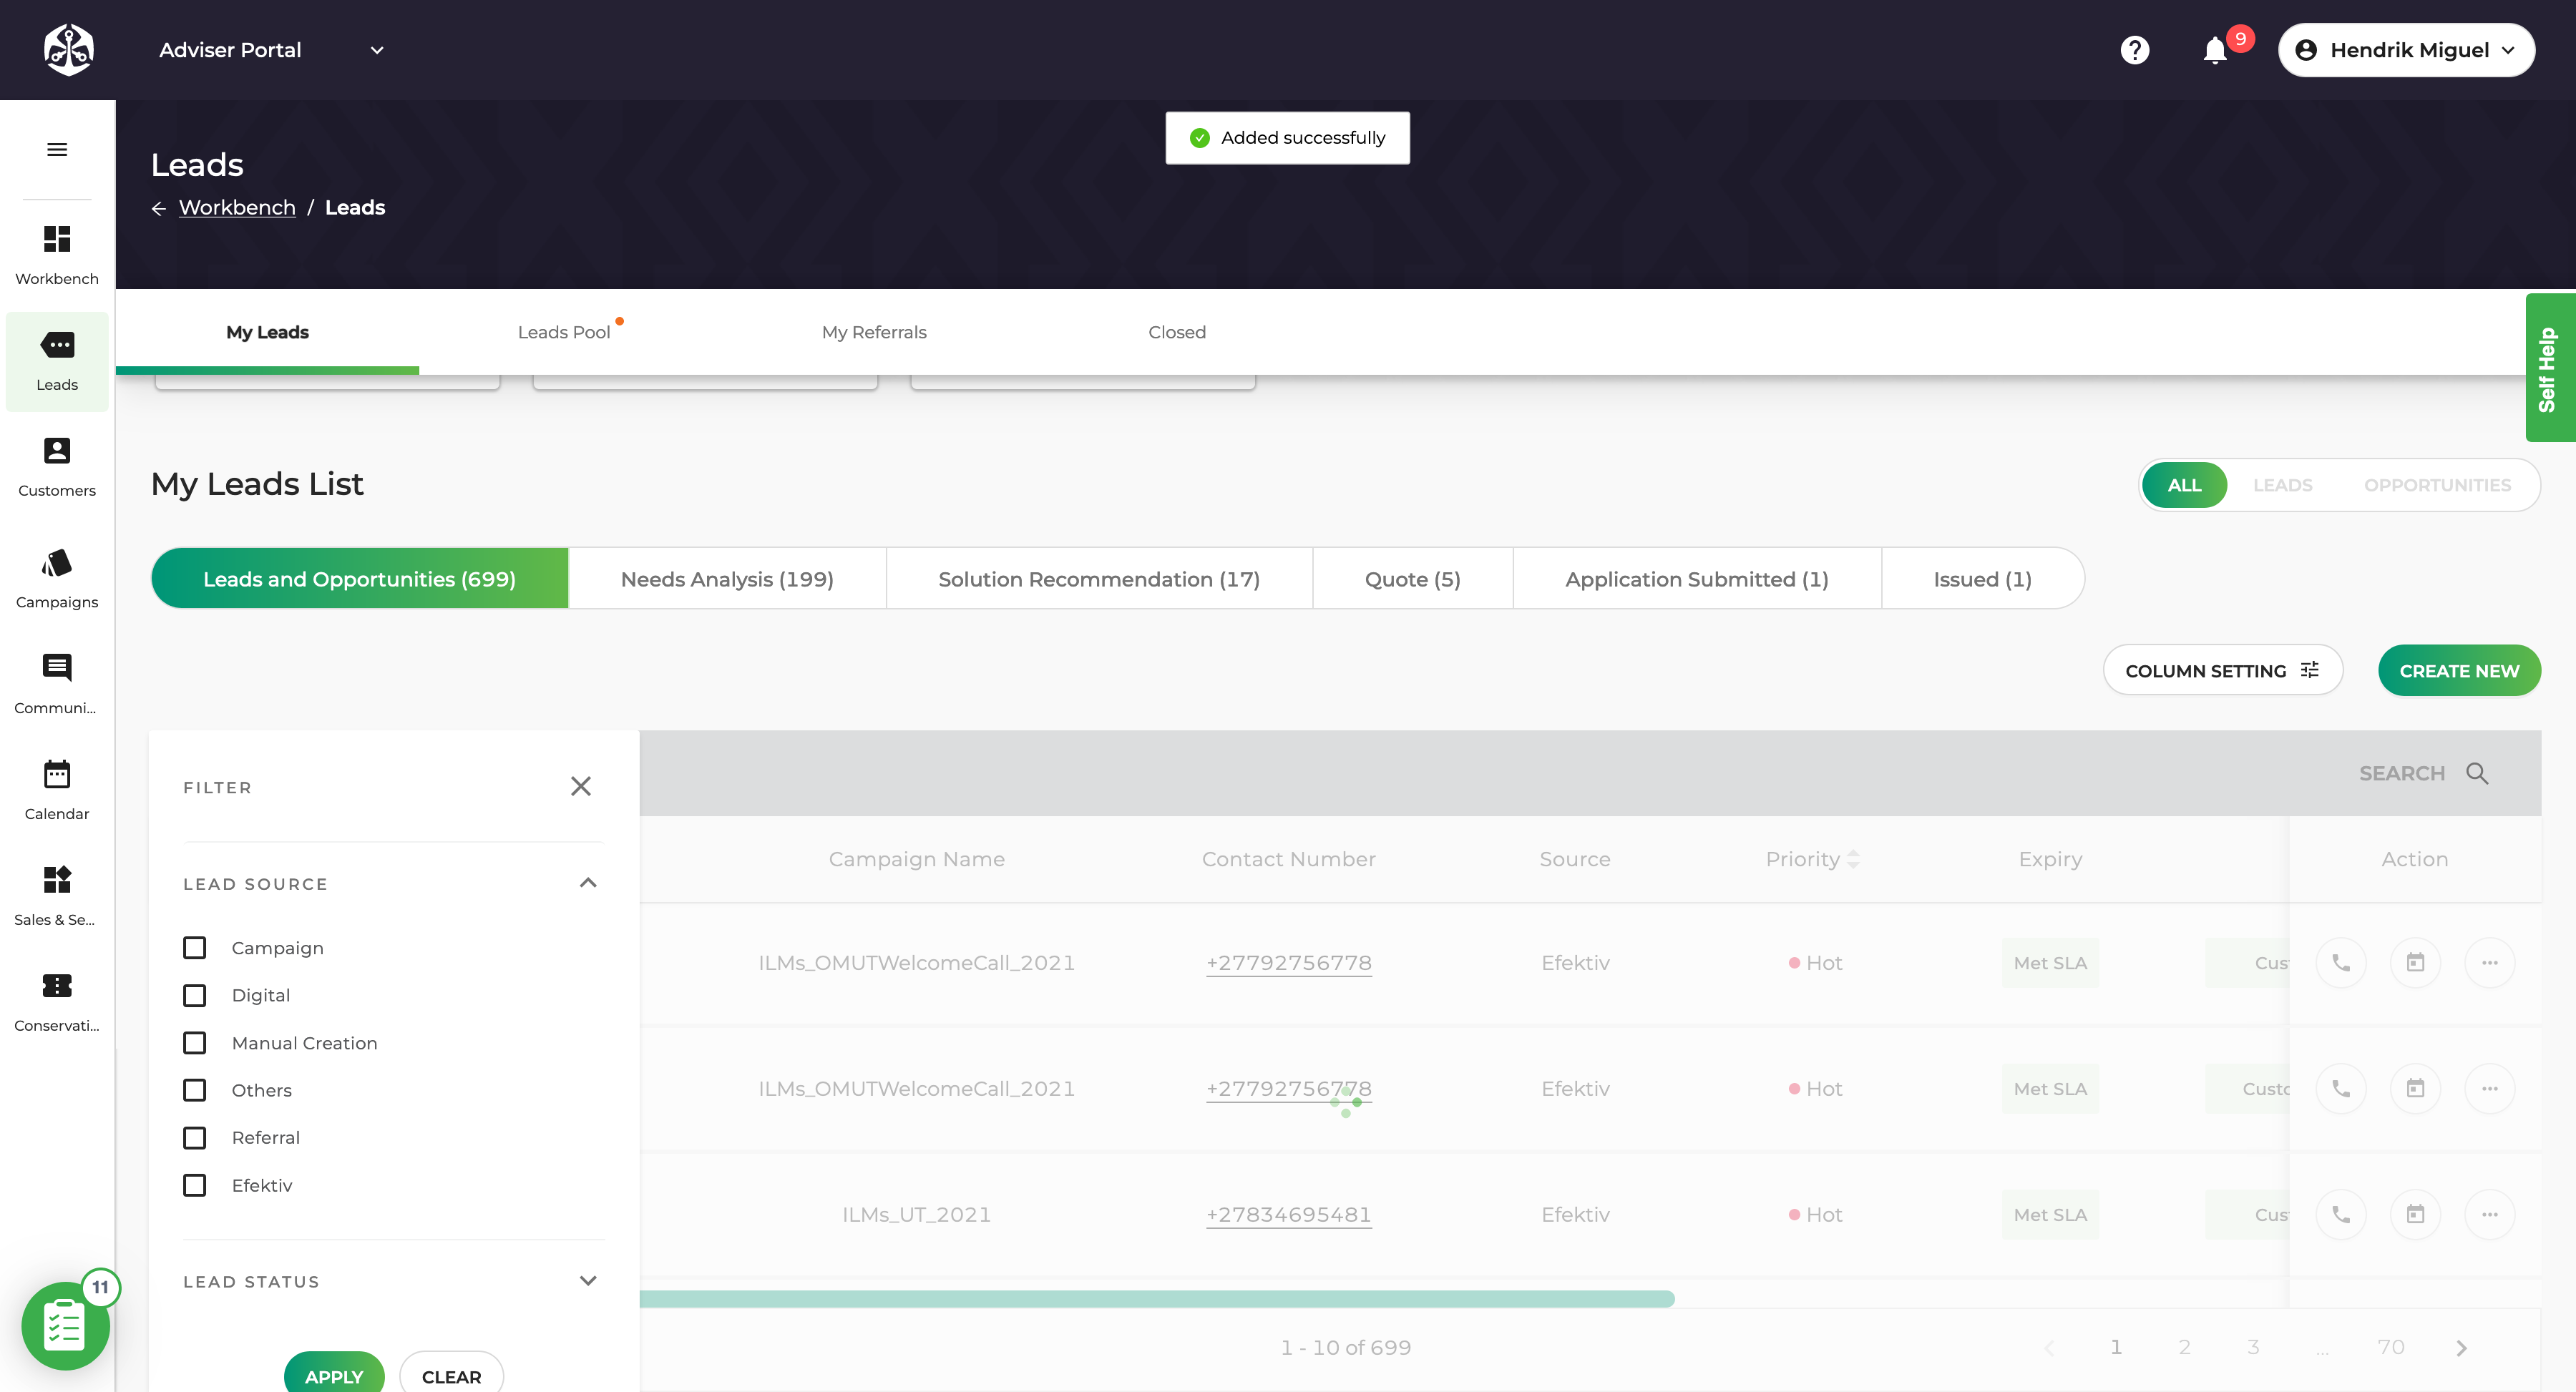 Adviser Portal
9
Hendrik Miguel
Added successfully
Leads
Workbench / Leads
Workbench
Leads
Customers
Campaigns
Communi...
Calendar
Sales & Se...
Conservati...
11
My Leads
Leads Pool
My Referrals
Closed
Self Help
My Leads List
ALL
LEADS
OPPORTUNITIES
Leads and Opportunities (699)
Needs Analysis (199)
Solution Recommendation (17)
Quote (5)
Application Submitted (1)
Issued (1)
COLUMN SETTING
CREATE NEW
FILTER
LEAD SOURCE
Campaign
Digital
Manual Creation
Others
Referral
Efektiv
LEAD STATUS
APPLY
CLEAR
SEARCH
Campaign Name Contact Number Source Priority Expiry Action
ILMs_OMUTWelcomeCall_2021 +27792756778 Efektiv Hot Met SLA Cus
ILMs_OMUTWelcomeCall_2021 +27792756778 Efektiv Hot Met SLA Custo
ILMs_UT_2021 +27834695481 Efektiv Hot Met SLA Cus
1 - 10 of 699
1 2 3 ... 70